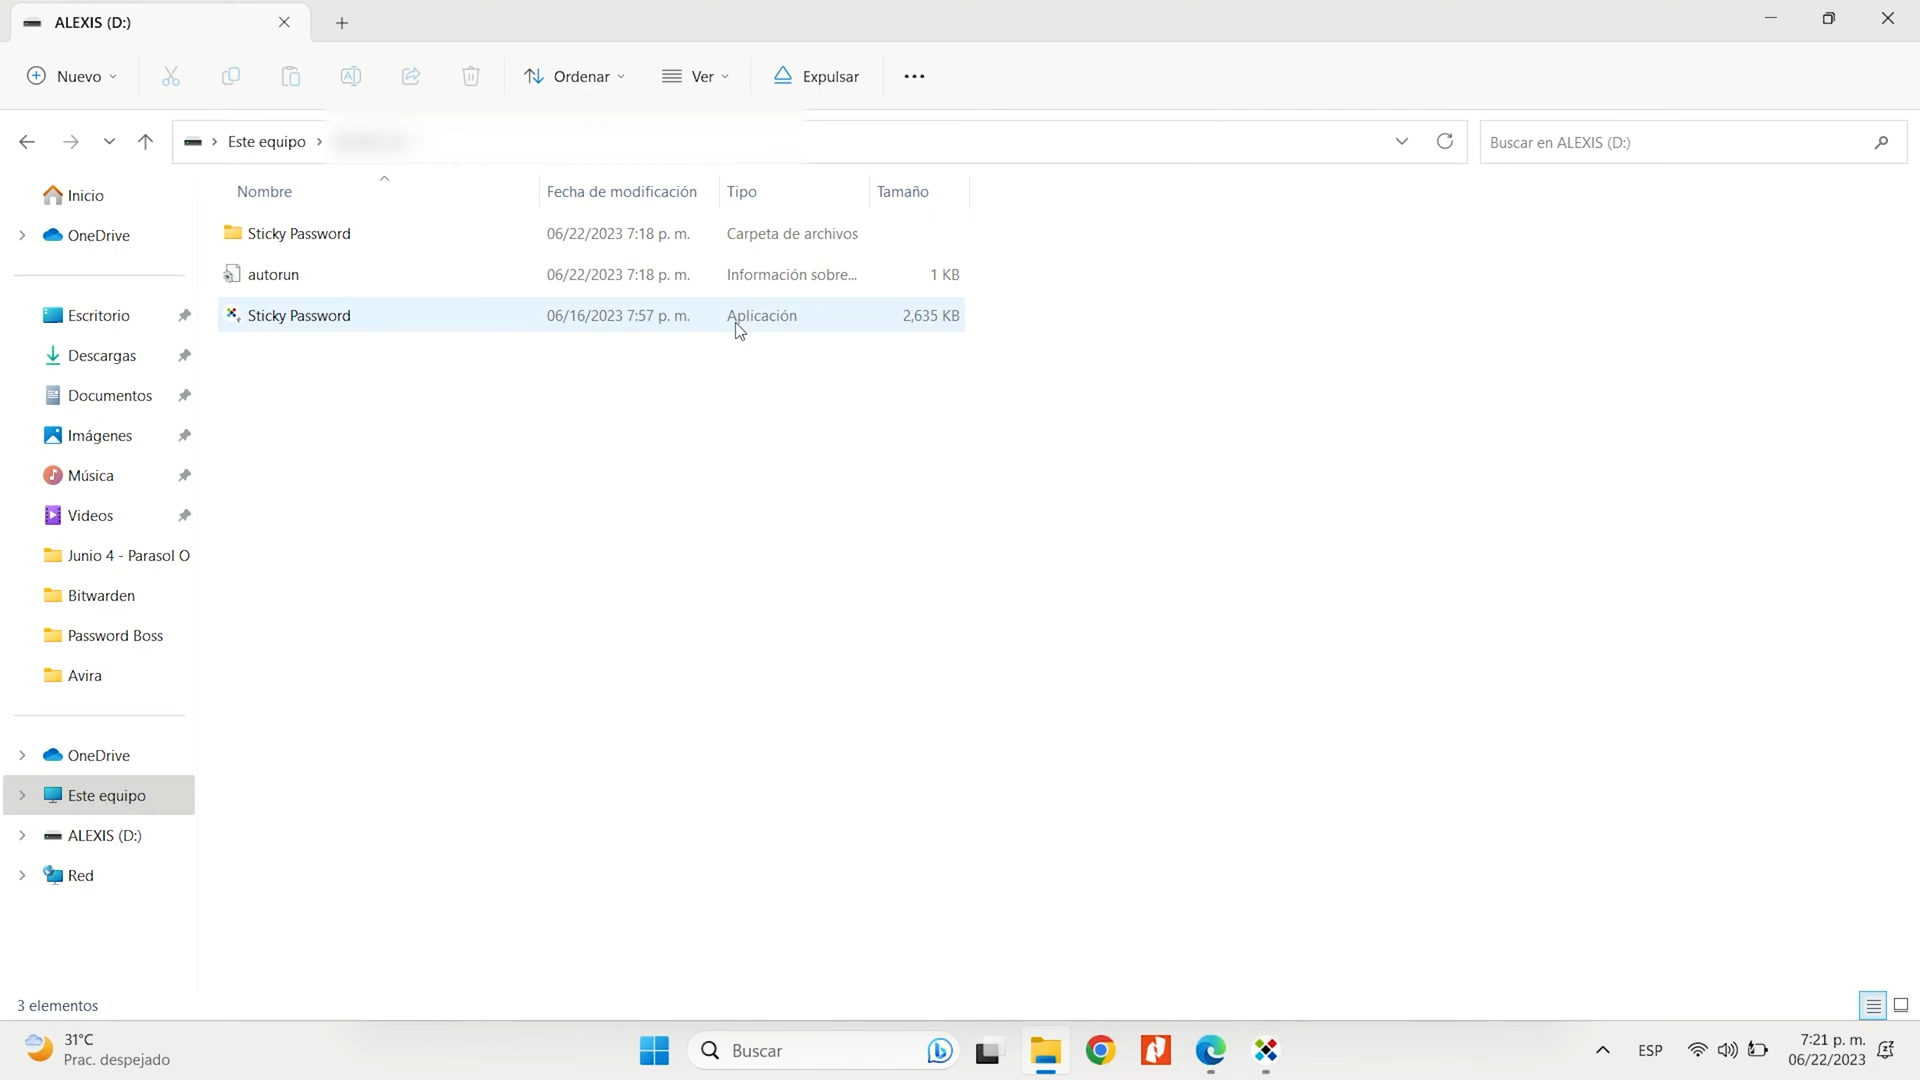 ALEXIS (D:)
Nuevo
Ordenar
Ver
Expulsar
Este equipo
Buscar en ALEXIS (D:)
Nombre
Fecha de modificación
Tipo
Tamaño
Sticky Password
06/22/2023 7:18 p. m.
Carpeta de archivos
autorun
06/22/2023 7:18 p. m.
Información sobre...
1 KB
Sticky Password
06/16/2023 7:57 p. m.
Aplicación
2,635 KB
Inicio
OneDrive
Escritorio
Descargas
Documentos
Imágenes
Música
Videos
Junio 4 - Parasol O
Bitwarden
Password Boss
Avira
OneDrive
Este equipo
ALEXIS (D:)
Red
3 elementos
31°C
Prac. despejado
Buscar
ESP
7:21 p. m.
06/22/2023